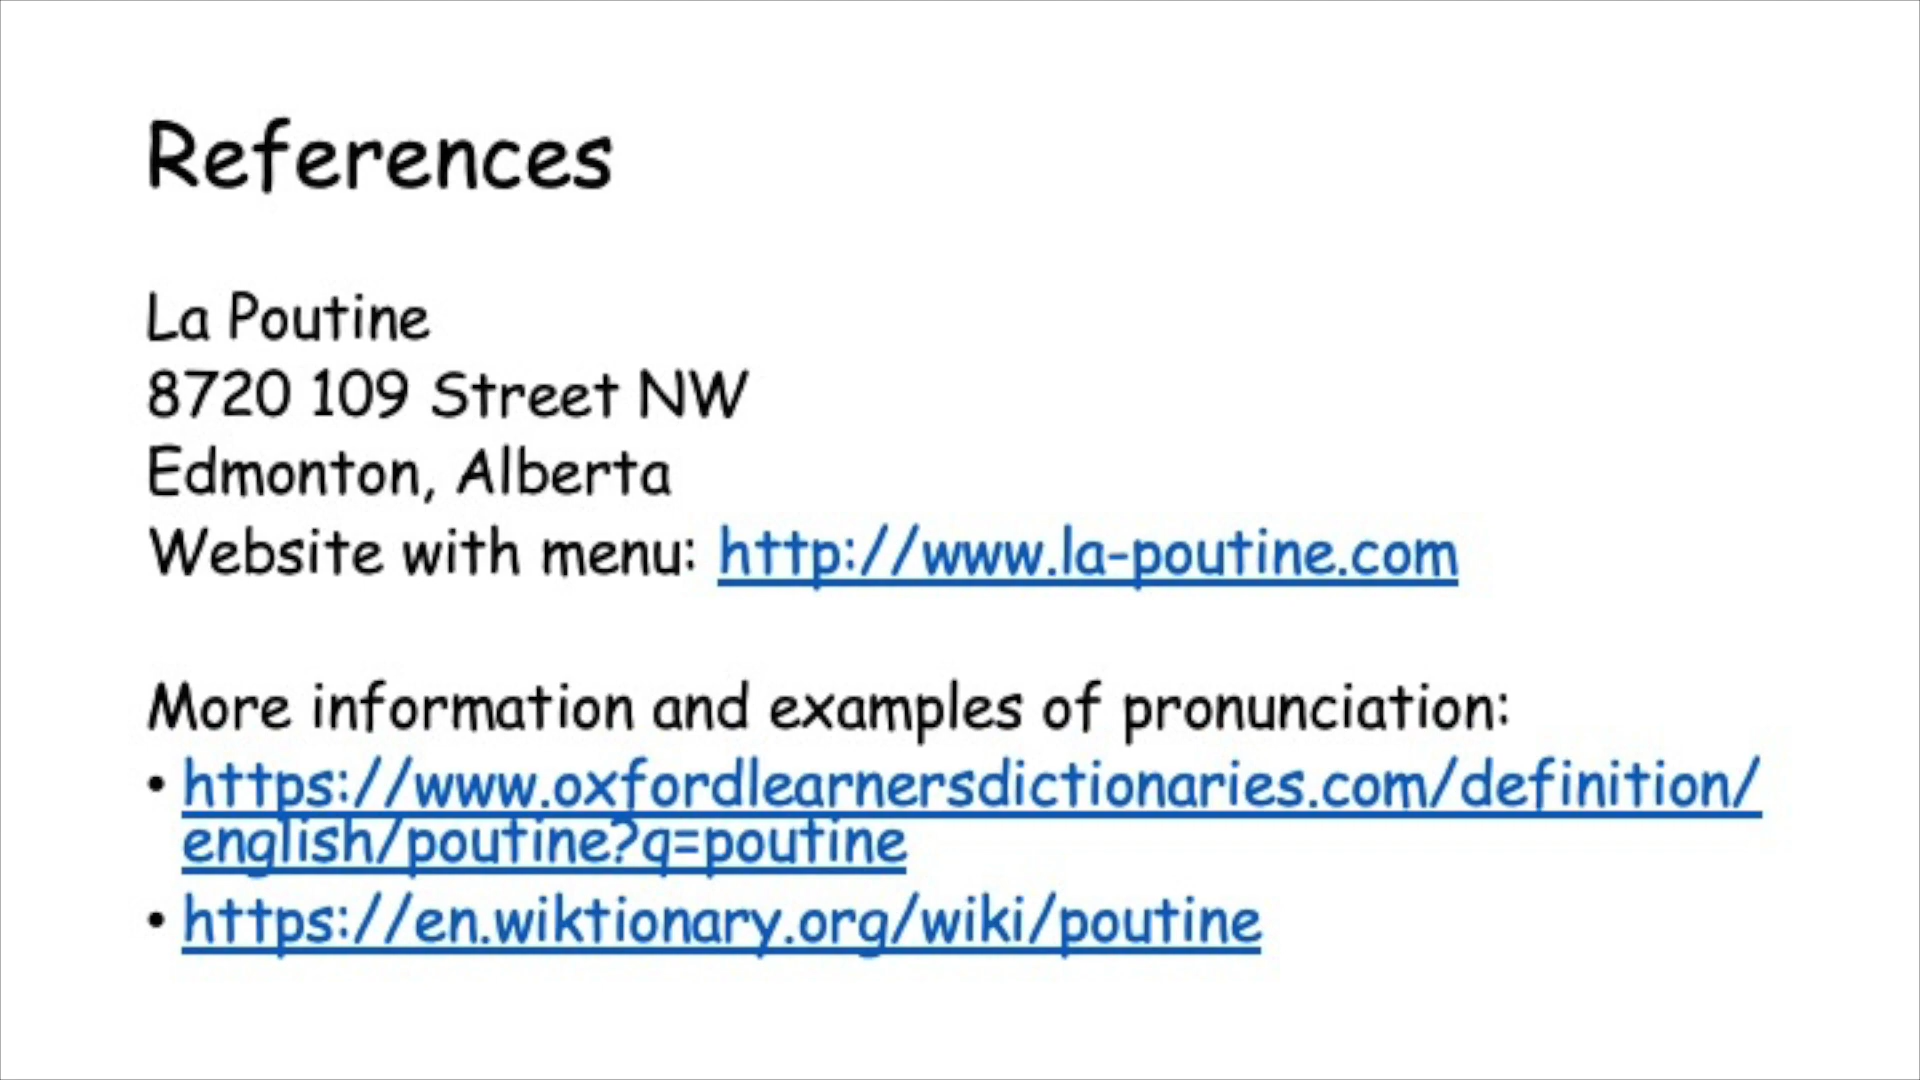 References
La Poutine
8720 109 Street NW
Edmonton, Alberta
Website with menu: http://www.la-poutine.com
More information and examples of pronunciation:
• https://www.oxfordlearnersdictionaries.com/definition/
english/poutine?q=poutine
• https://en.wiktionary.org/wiki/poutine